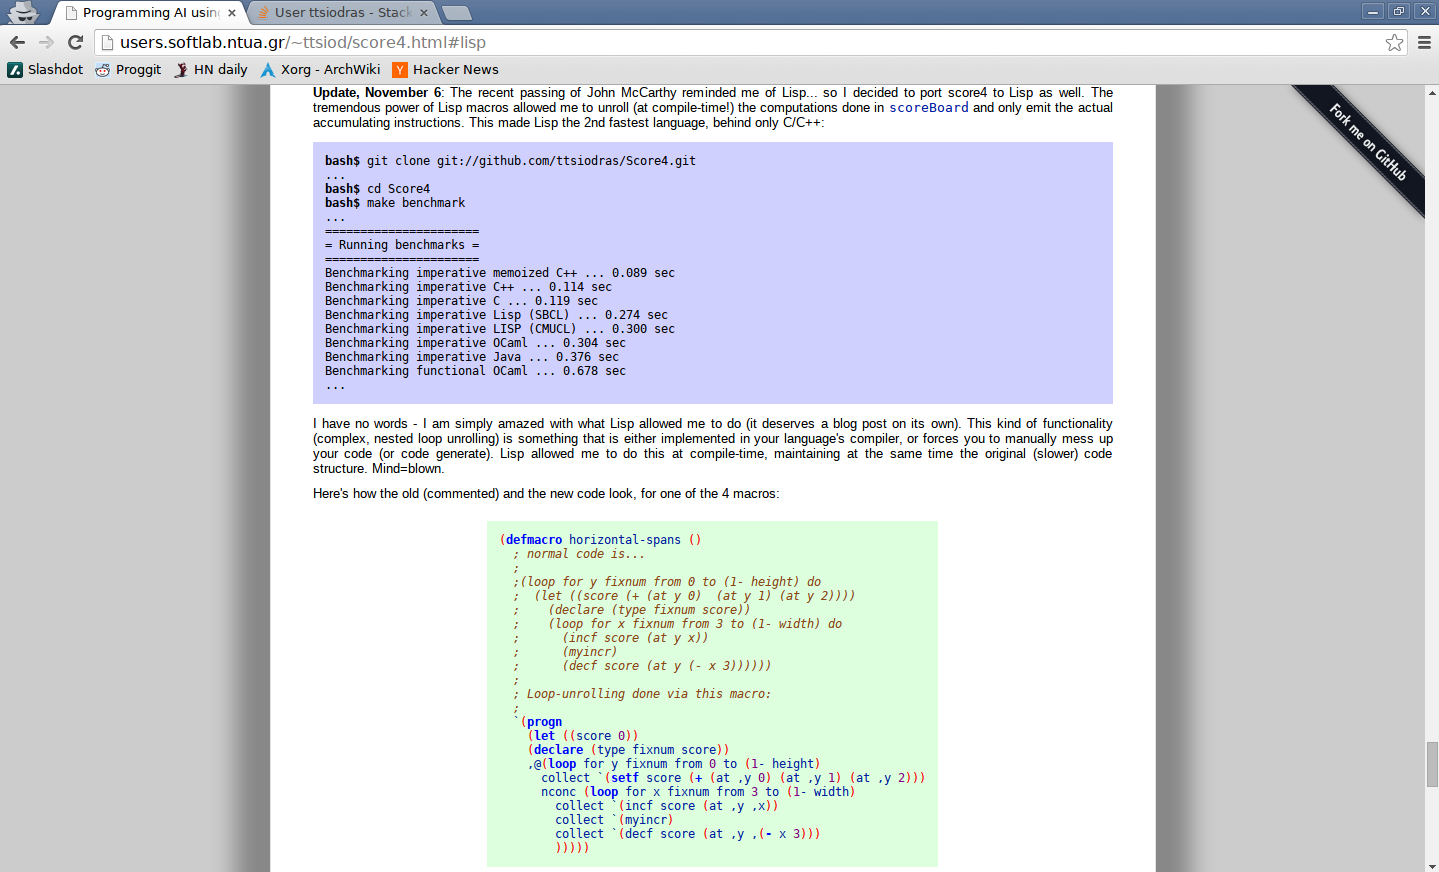 Programming AI using
User ttsiodras - Stack
users.softlab.ntua.gr/~ttsiod/score4.html#lisp
Slashdot Proggit HN daily Xorg - ArchWiki Y Hacker News
Fork me on GitHub
Update, November 6: The recent passing of John McCarthy reminded me of Lisp... so I decided to port score4 to Lisp as well. The
tremendous power of Lisp macros allowed me to unroll (at compile-time!) the computations done in scoreBoard and only emit the actual
accumulating instructions. This made Lisp the 2nd fastest language, behind only C/C++:
bash$ git clone git://github.com/ttsiodras/Score4.git
...
bash$ cd Score4
bash$ make benchmark
...
======================
= Running benchmarks =
======================
Benchmarking imperative memoized C++ ... 0.089 sec
Benchmarking imperative C++ ... 0.114 sec
Benchmarking imperative C ... 0.119 sec
Benchmarking imperative Lisp (SBCL) ... 0.274 sec
Benchmarking imperative LISP (CMUCL) ... 0.300 sec
Benchmarking imperative OCaml ... 0.304 sec
Benchmarking imperative Java ... 0.376 sec
Benchmarking functional OCaml ... 0.678 sec
...
I have no words - I am simply amazed with what Lisp allowed me to do (it deserves a blog post on its own). This kind of functionality
(complex, nested loop unrolling) is something that is either implemented in your language's compiler, or forces you to manually mess up
your code (or code generate). Lisp allowed me to do this at compile-time, maintaining at the same time the original (slower) code
structure. Mind=blown.
Here's how the old (commented) and the new code look, for one of the 4 macros:
(defmacro horizontal-spans ()
  ; normal code is...
  ;
  ;(loop for y fixnum from 0 to (1- height) do
  ;  (let ((score (+ (at y 0)  (at y 1) (at y 2))))
  ;    (declare (type fixnum score))
  ;    (loop for x fixnum from 3 to (1- width) do
  ;      (incf score (at y x))
  ;      (myincr)
  ;      (decf score (at y (- x 3))))))
  ;
  ; Loop-unrolling done via this macro:
  ;
  `(progn
    (let ((score 0))
    (declare (type fixnum score))
    ,@(loop for y fixnum from 0 to (1- height)
      collect `(setf score (+ (at ,y 0) (at ,y 1) (at ,y 2)))
      nconc (loop for x fixnum from 3 to (1- width)
        collect `(incf score (at ,y ,x))
        collect `(myincr)
        collect `(decf score (at ,y ,(- x 3)))
        )))))